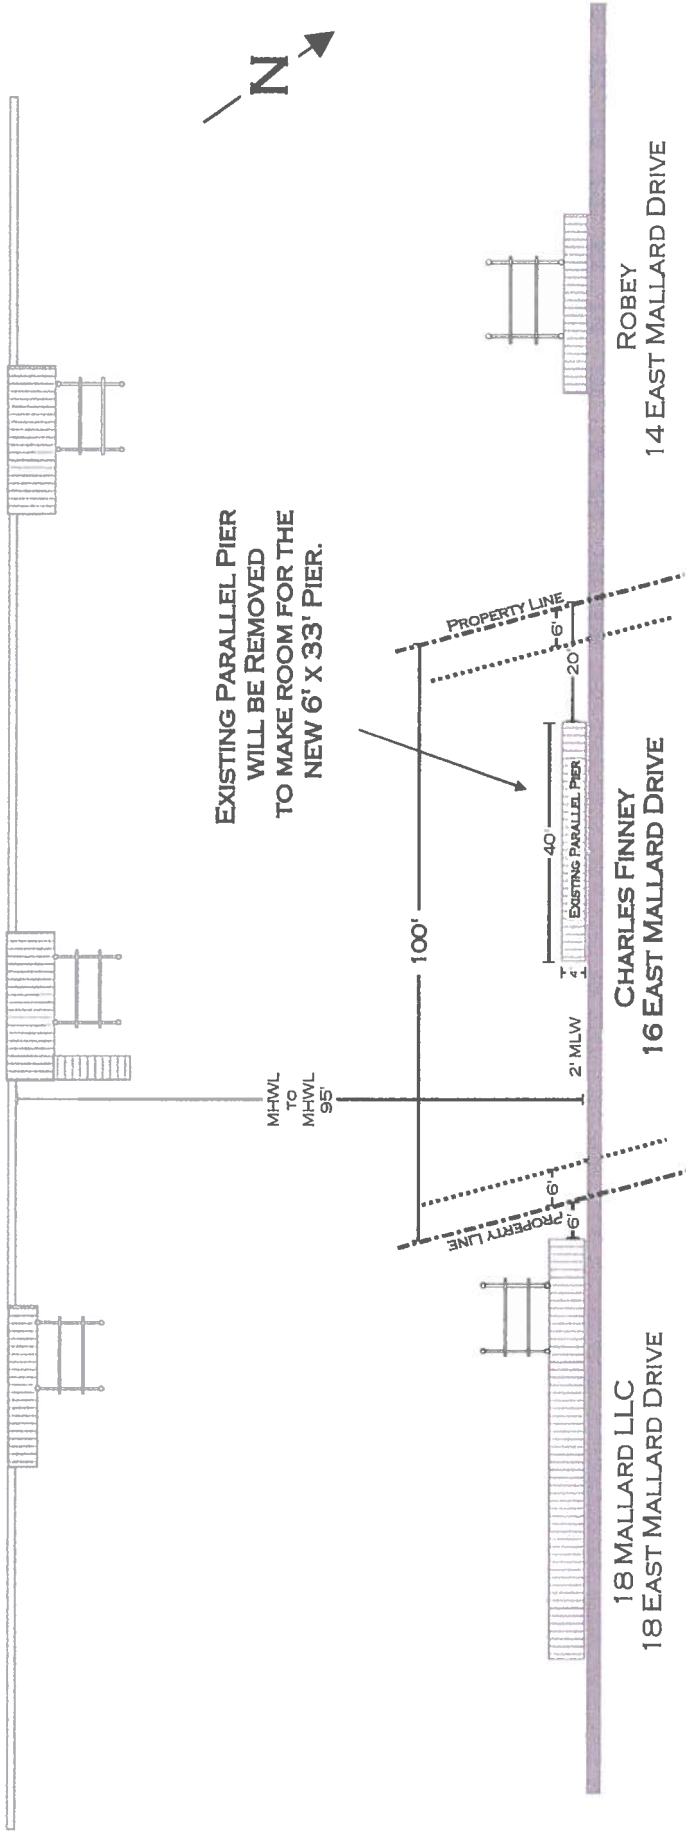 N
EXISTING PARALLEL PIER
WILL BE REMOVED
TO MAKE ROOM FOR THE
NEW 6' X 33' PIER.
MHWL
TO
MHWL
95'
100'
PROPERTY LINE
PROPERTY LINE
6'
6'
6'
20'
40'
4'
EXISTING PARALLEL PIER
2' MLW
18 MALLARD LLC
18 EAST MALLARD DRIVE
CHARLES FINNEY
16 EAST MALLARD DRIVE
ROBEY
14 EAST MALLARD DRIVE